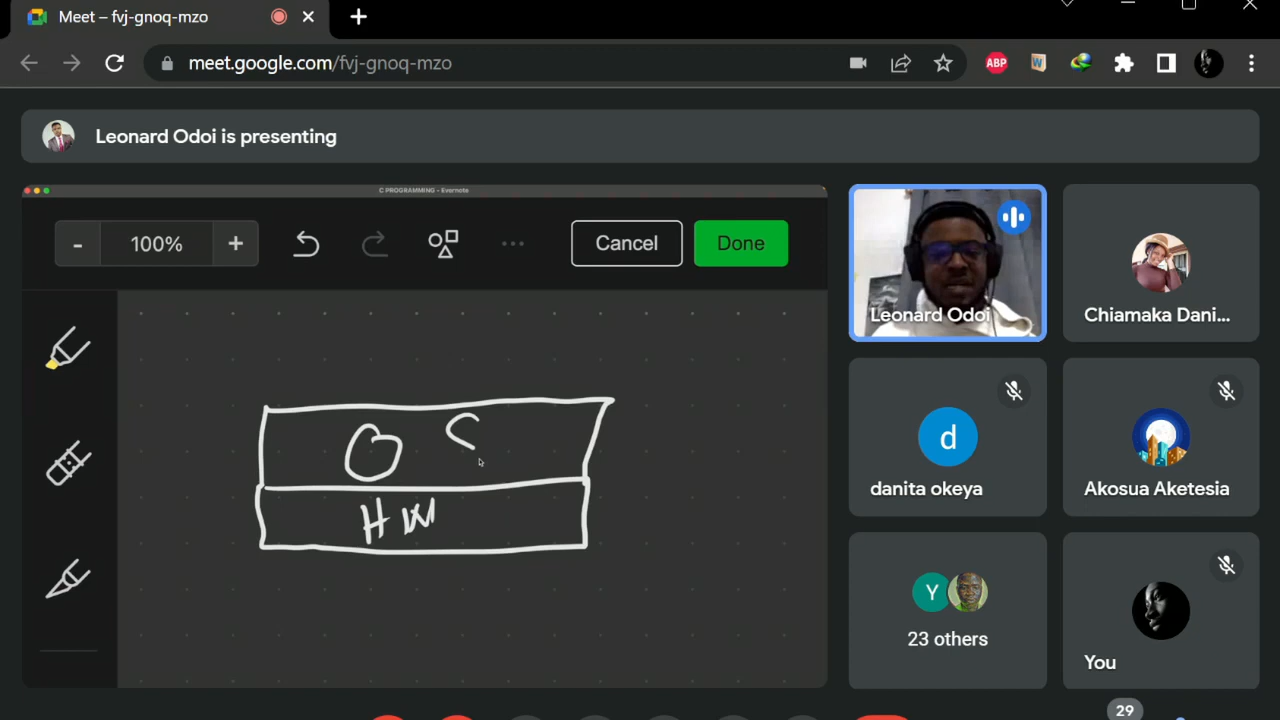 Meet – fvj-gnoq-mzo
meet.google.com/fvj-gnoq-mzo
ABP
W
Leonard Odoi is presenting
C PROGRAMMING - Evernote
- 100% +
Cancel
Done
O S
HW
Leonard Odoi
Chiamaka Dani...
d
danita okeya
Akosua Aketesia
Y
23 others
You
29